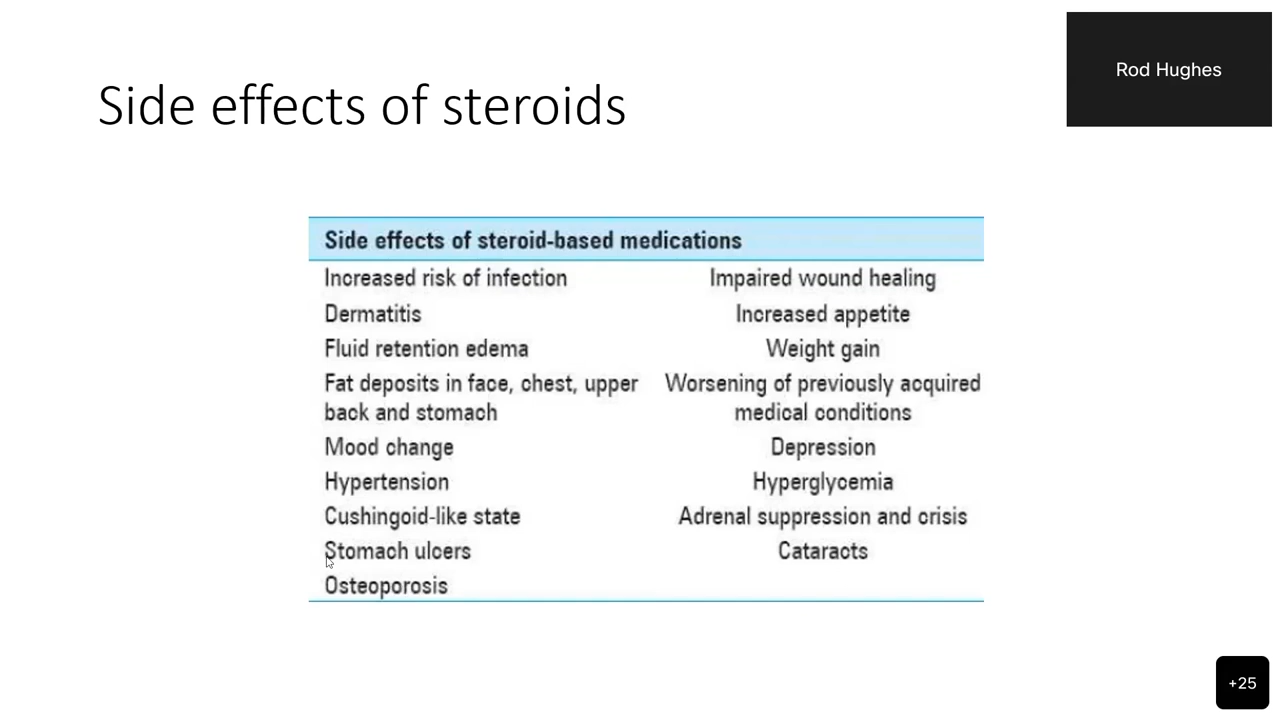 Rod Hughes
Side effects of steroids
Side effects of steroid-based medications
Increased risk of infection
Impaired wound healing
Dermatitis
Increased appetite
Fluid retention edema
Weight gain
Fat deposits in face, chest, upper
back and stomach
Worsening of previously acquired
medical conditions
Mood change
Depression
Hypertension
Hyperglycemia
Cushingoid-like state
Adrenal suppression and crisis
Stomach ulcers
Cataracts
Osteoporosis
+25